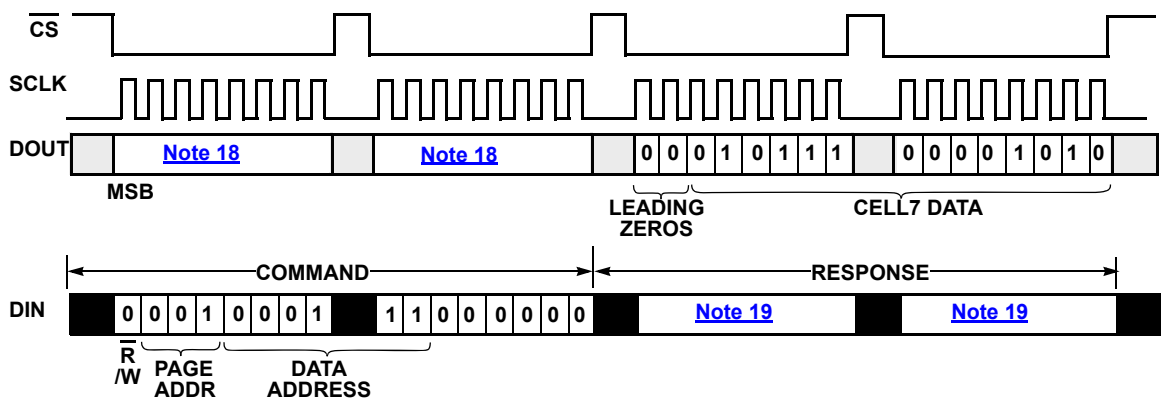 CS
SCLK
DOUT Note 18 Note 18 0 0 0 1 0 1 1 1 0 0 0 0 1 0 1 0
MSB
LEADING ZEROS CELL7 DATA
COMMAND RESPONSE
DIN 0 0 0 1 0 0 0 1 1 1 0 0 0 0 0 0 Note 19 Note 19
R
/W PAGE ADDR DATA ADDRESS